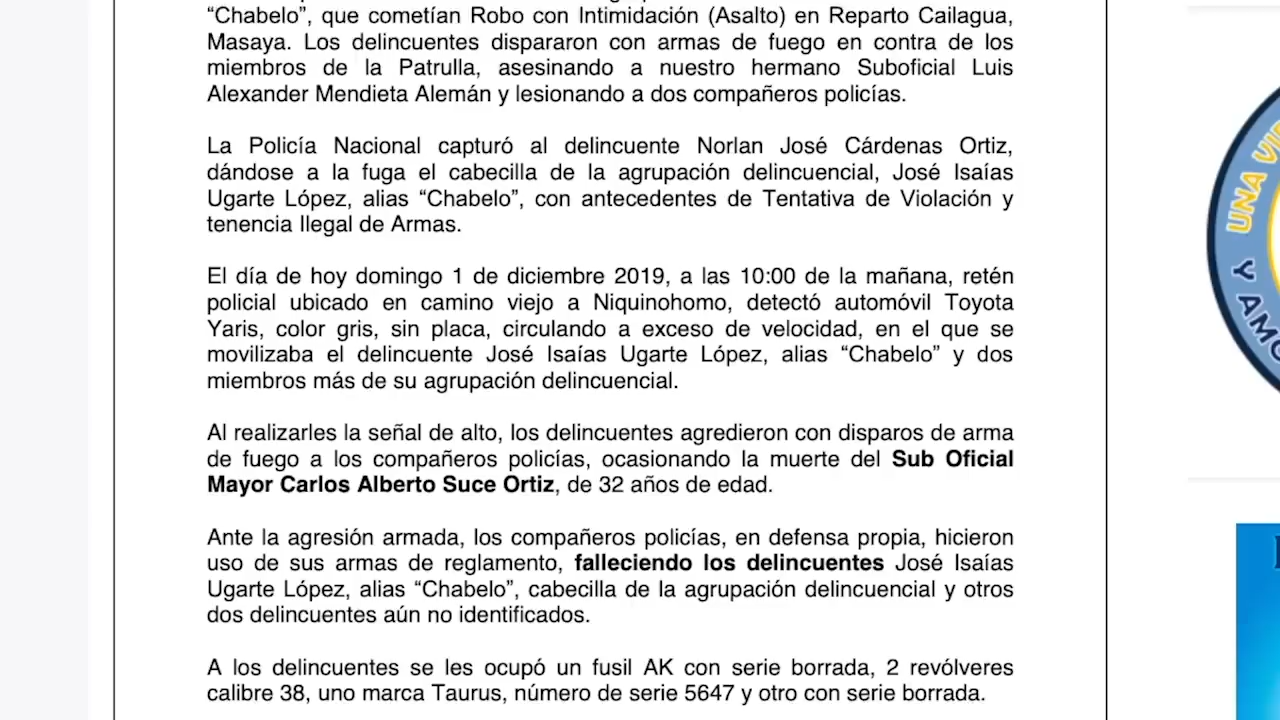 “Chabelo”, que cometían Robo con Intimidación (Asalto) en Reparto Cailagua,
Masaya. Los delincuentes dispararon con armas de fuego en contra de los
miembros de la Patrulla, asesinando a nuestro hermano Suboficial Luis
Alexander Mendieta Alemán y lesionando a dos compañeros policías.
La Policía Nacional capturó al delincuente Norlan José Cárdenas Ortiz,
dándose a la fuga el cabecilla de la agrupación delincuencial, José Isaías
Ugarte López, alias “Chabelo”, con antecedentes de Tentativa de Violación y
tenencia Ilegal de Armas.
El día de hoy domingo 1 de diciembre 2019, a las 10:00 de la mañana, retén
policial ubicado en camino viejo a Niquinohomo, detectó automóvil Toyota
Yaris, color gris, sin placa, circulando a exceso de velocidad, en el que se
movilizaba el delincuente José Isaías Ugarte López, alias “Chabelo” y dos
miembros más de su agrupación delincuencial.
Al realizarles la señal de alto, los delincuentes agredieron con disparos de arma
de fuego a los compañeros policías, ocasionando la muerte del Sub Oficial
Mayor Carlos Alberto Suce Ortiz, de 32 años de edad.
Ante la agresión armada, los compañeros policías, en defensa propia, hicieron
uso de sus armas de reglamento, falleciendo los delincuentes José Isaías
Ugarte López, alias “Chabelo”, cabecilla de la agrupación delincuencial y otros
dos delincuentes aún no identificados.
A los delincuentes se les ocupó un fusil AK con serie borrada, 2 revólveres
calibre 38, uno marca Taurus, número de serie 5647 y otro con serie borrada.
UNA
Y